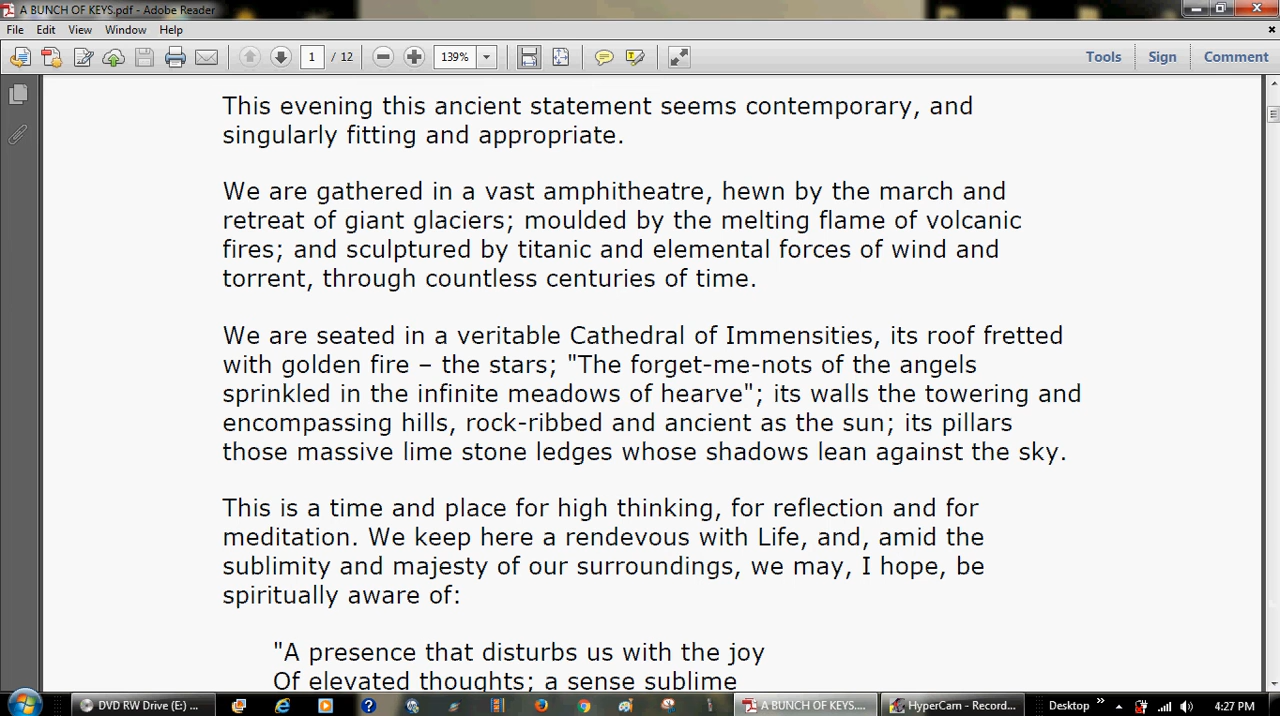 A BUNCH OF KEYS.pdf - Adobe Reader
File Edit View Window Help
1 / 12 139% Tools Sign Comment
This evening this ancient statement seems contemporary, and
singularly fitting and appropriate.
We are gathered in a vast amphitheatre, hewn by the march and
retreat of giant glaciers; moulded by the melting flame of volcanic
fires; and sculptured by titanic and elemental forces of wind and
torrent, through countless centuries of time.
We are seated in a veritable Cathedral of Immensities, its roof fretted
with golden fire – the stars; "The forget-me-nots of the angels
sprinkled in the infinite meadows of hearve"; its walls the towering and
encompassing hills, rock-ribbed and ancient as the sun; its pillars
those massive lime stone ledges whose shadows lean against the sky.
This is a time and place for high thinking, for reflection and for
meditation. We keep here a rendevous with Life, and, amid the
sublimity and majesty of our surroundings, we may, I hope, be
spiritually aware of:
"A presence that disturbs us with the joy
Of elevated thoughts; a sense sublime
DVD RW Drive (E:) ... A BUNCH OF KEYS.... HyperCam - Record... Desktop » 4:27 PM